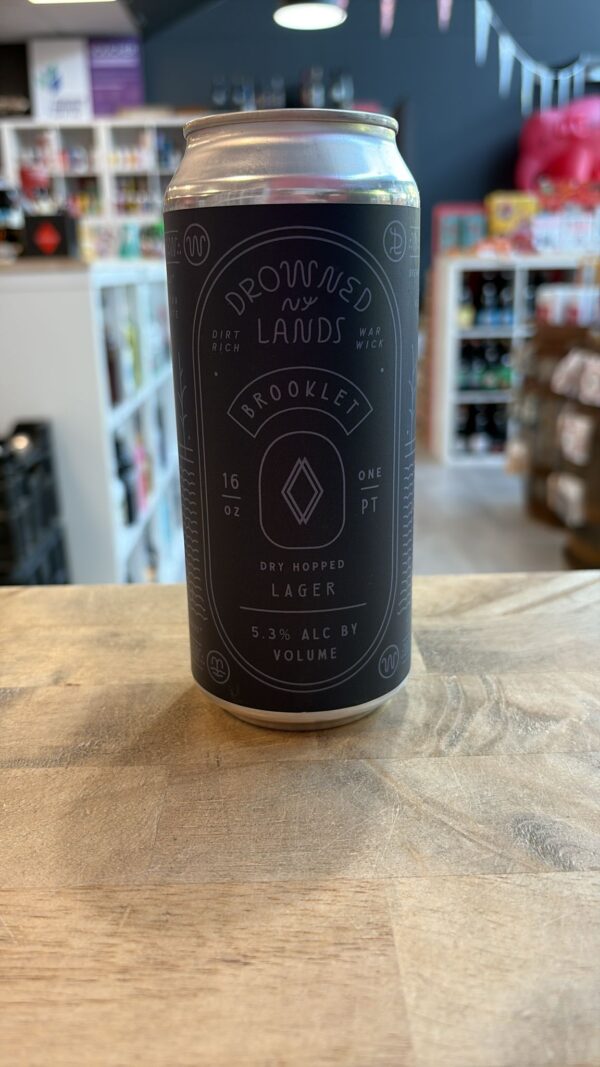 DROWNED
NY
LANDS
DIRT
RICH
WAR
WICK
BROOKLET
16
OZ
ONE
PT
DRY HOPPED
LAGER
5.3% ALC BY
VOLUME